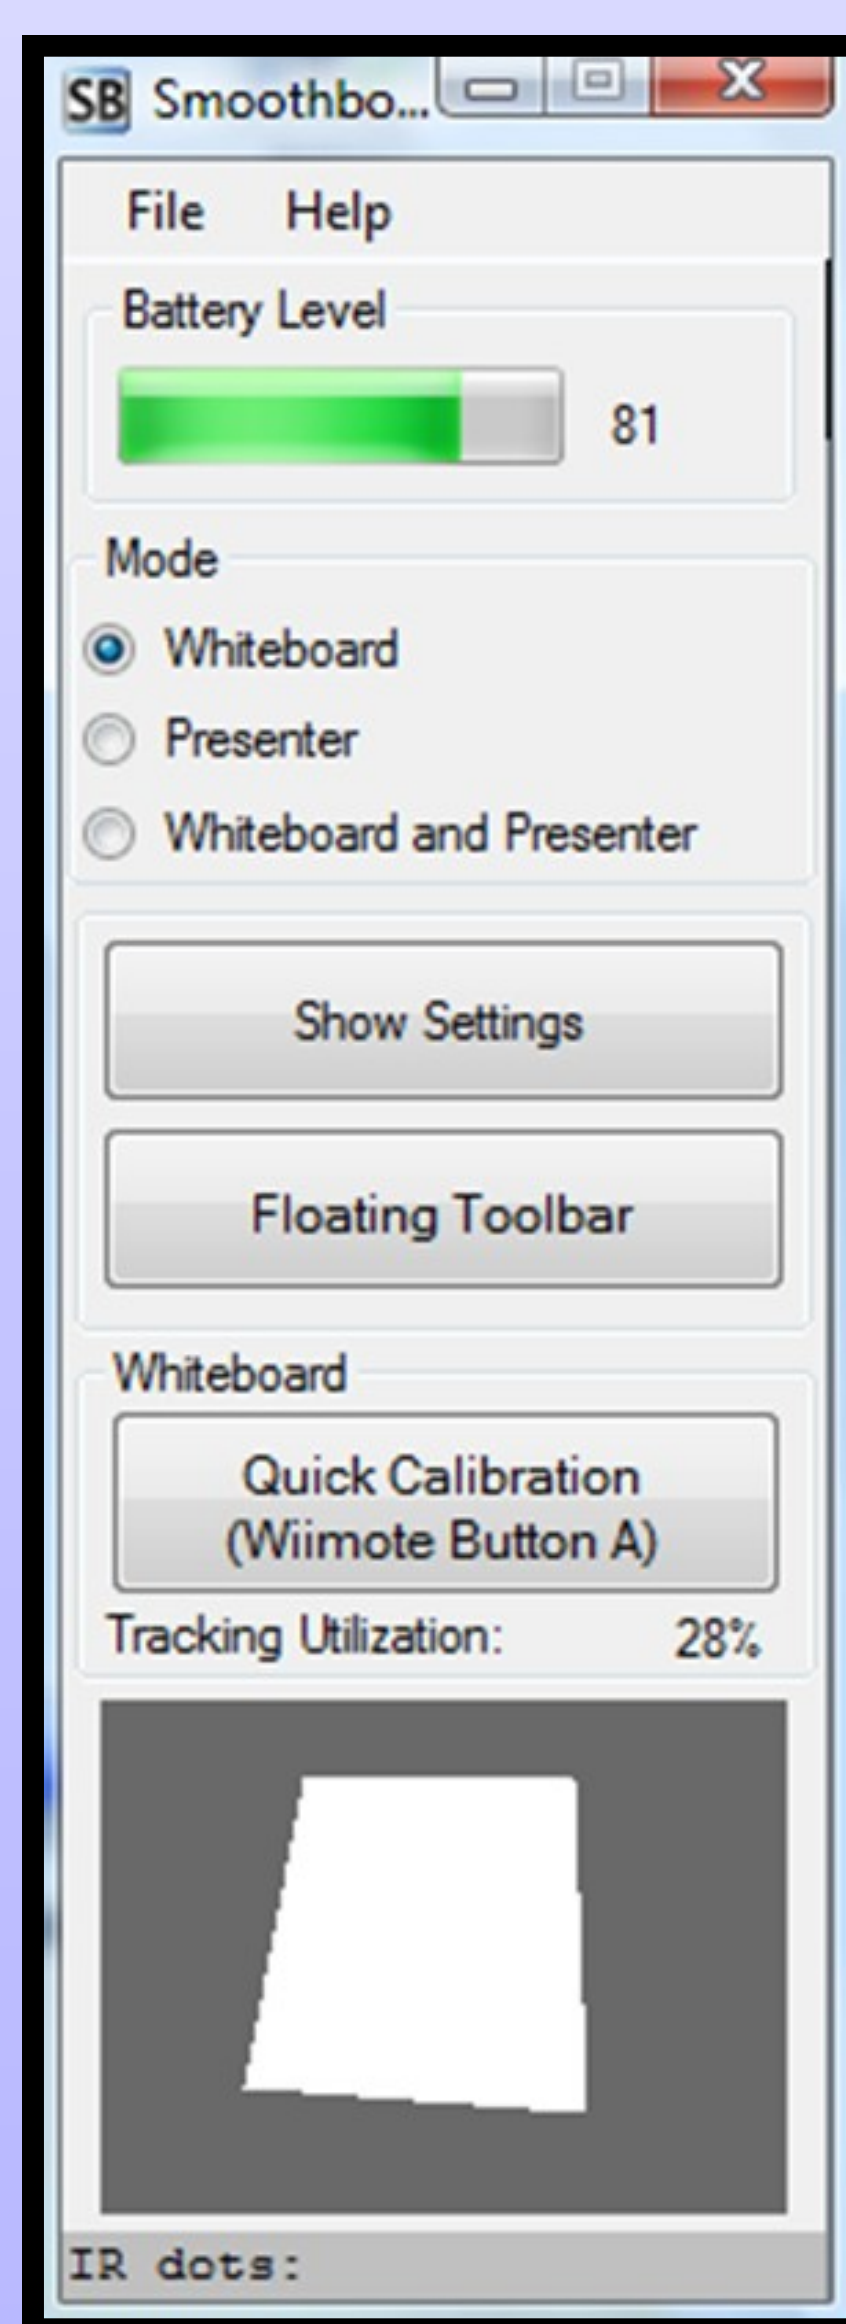 SB Smoothbo...
File Help
Battery Level
81
Mode
Whiteboard
Presenter
Whiteboard and Presenter
Show Settings
Floating Toolbar
Whiteboard
Quick Calibration
(Wiimote Button A)
Tracking Utilization: 28%
IR dots: